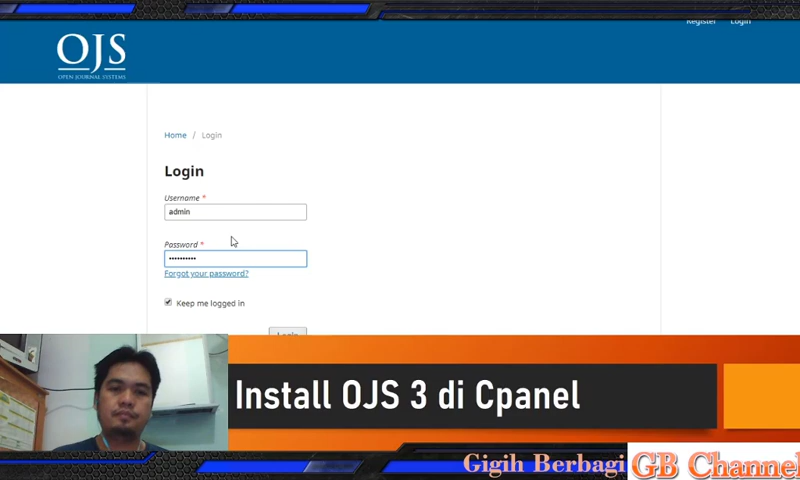 Register Login
OJS
OPEN JOURNAL SYSTEMS
Home / Login
Login
Username *
admin
Password *
••••••••••
Forgot your password?
Keep me logged in
Login
Install OJS 3 di Cpanel
Gigih Berbagi
GB Channel